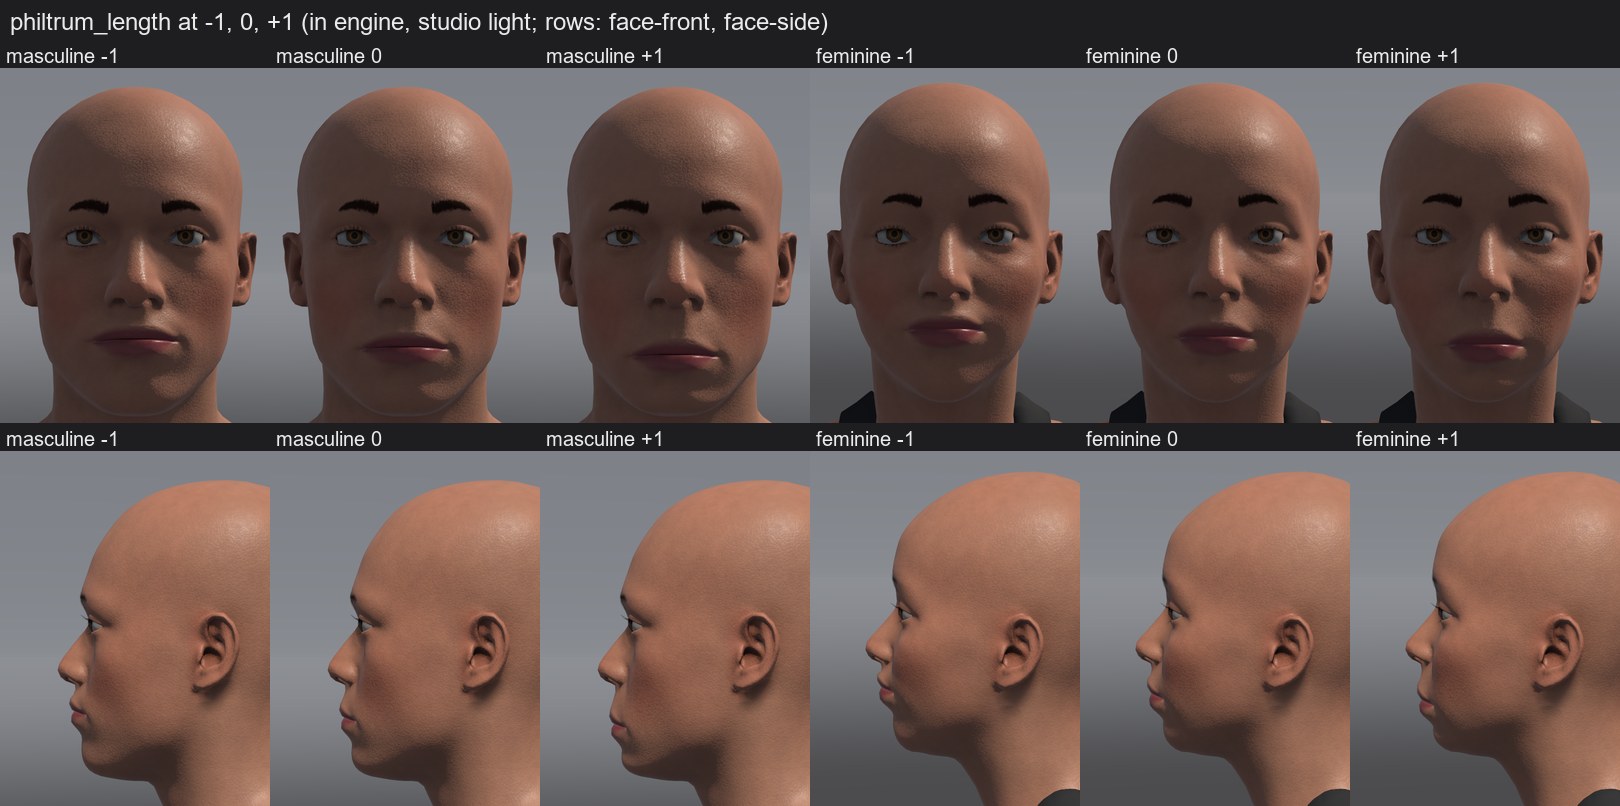 philtrum_length at -1, 0, +1 (in engine, studio light; rows: face-front, face-side)
masculine -1
masculine 0
masculine +1
feminine -1
feminine 0
feminine +1
masculine -1
masculine 0
masculine +1
feminine -1
feminine 0
feminine +1